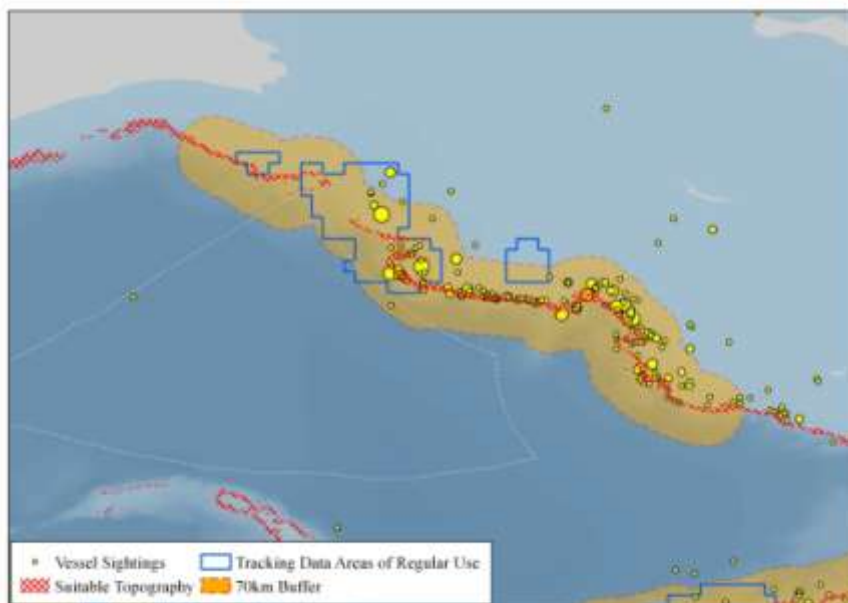 Vessel Sightings
Tracking Data Areas of Regular Use
Suitable Topography
70km Buffer